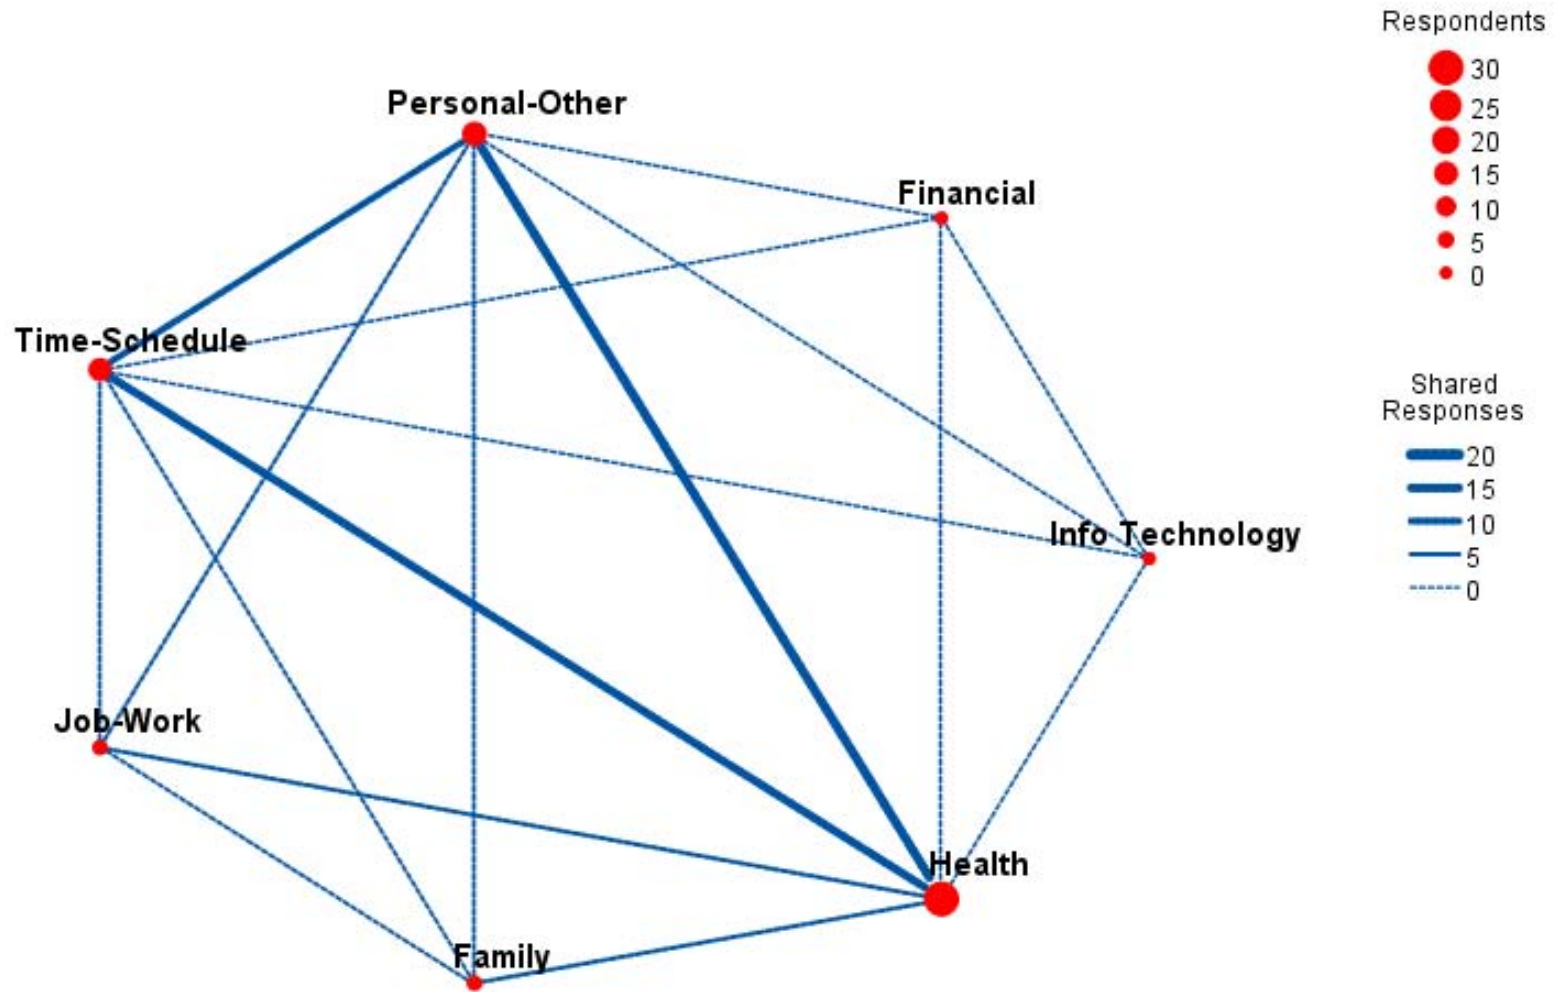 Respondents
30
25
20
15
10
5
0
Personal-Other
Financial
Time-Schedule
Shared
Responses
20
15
10
5
0
Info Technology
Job-Work
Health
Family